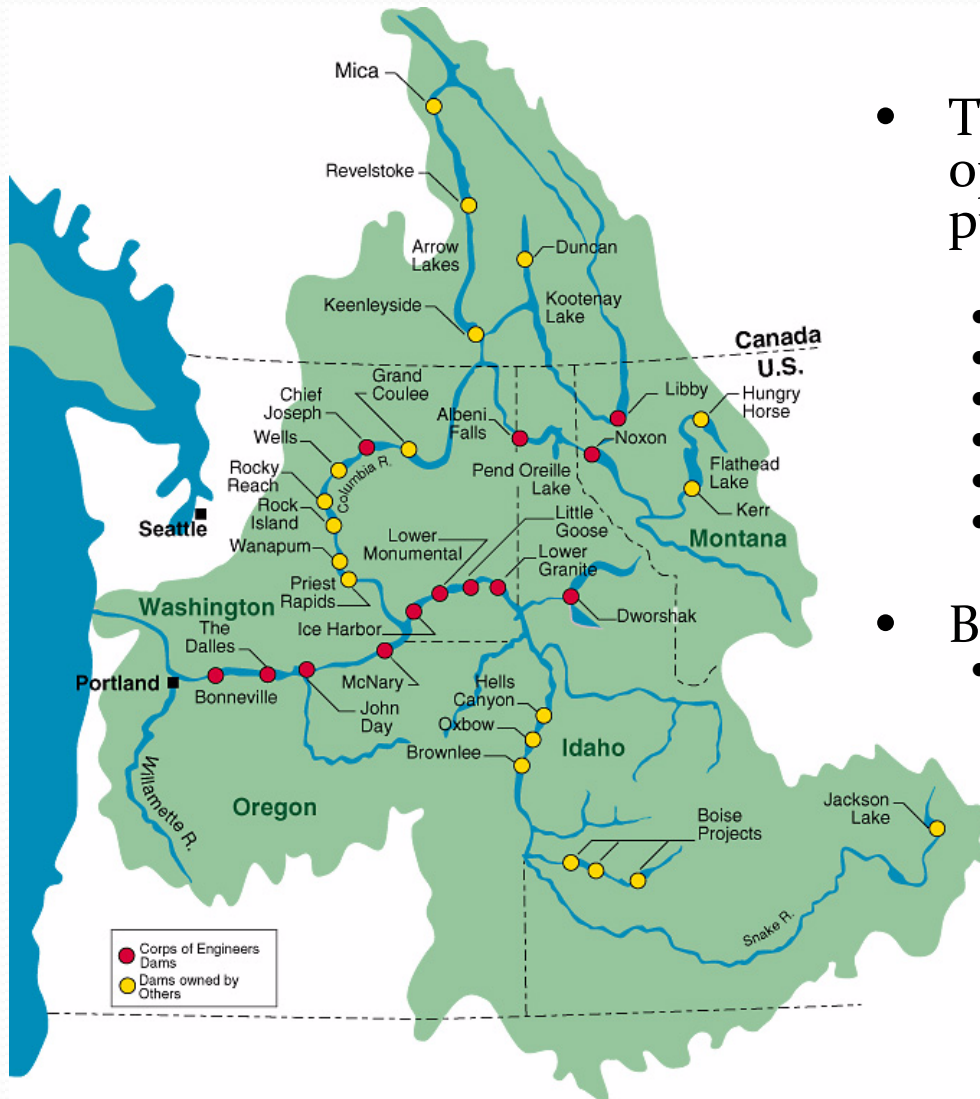 Mica
Revelstoke
Arrow
Lakes
Duncan
Kootenay
Lake
Keenleyside
Canada
U.S.
Grand
Coulee
Chief
Joseph
Wells
Rocky
Reach
Rock
Island
Wanapum
Priest
Rapids
Columbia R.
Albeni
Falls
Libby
Hungry
Horse
Noxon
Pend Oreille
Lake
Flathead
Lake
Kerr
Montana
Seattle
Lower
Monumental
Little
Goose
Lower
Granite
Ice Harbor
Dworshak
Washington
The
Dalles
Portland
Bonneville
McNary
John
Day
Hells
Canyon
Oxbow
Brownlee
Idaho
Willamette R.
Oregon
Boise
Projects
Jackson
Lake
Snake R.
Corps of Engineers
Dams
Dams owned by
Others
• T
•
•
•
•
•
•
• B
•